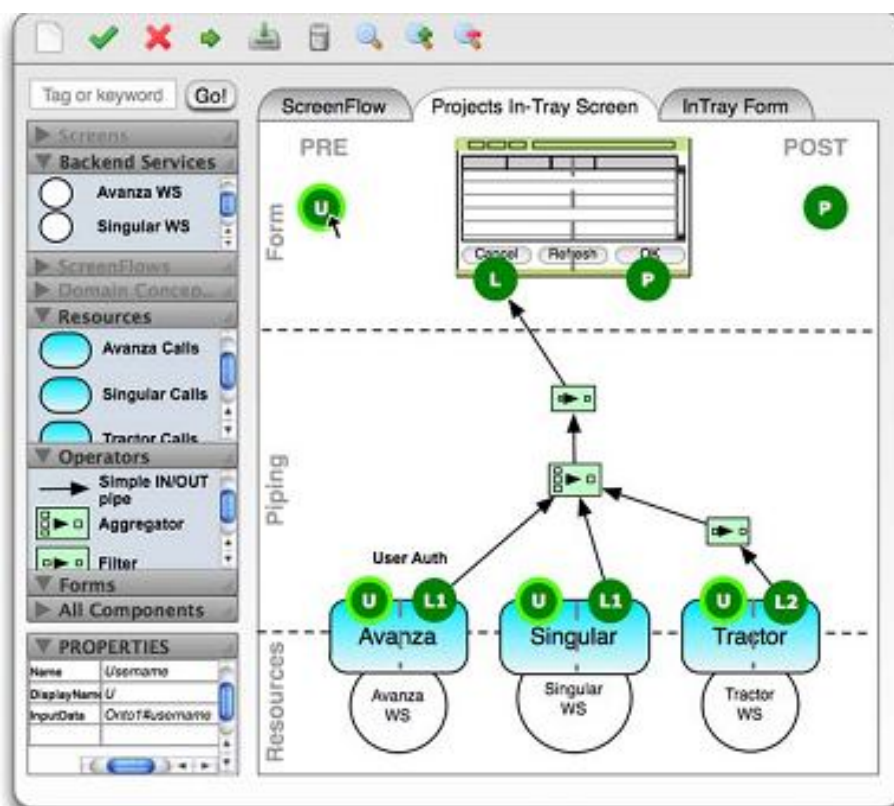 Tag or keyword
Go!
Screens
Backend Services
Avanza WS
Singular WS
ScreenFlows
Domain Concep...
Resources
Avanza Calls
Singular Calls
Tractor Calls
Operators
Simple IN/OUT
pipe
Aggregator
Filter
Forms
All Components
PROPERTIES
Name Username
DisplayName U
InputData Onto1#username
ScreenFlow
Projects In-Tray Screen
InTray Form
PRE
POST
Form
U
P
Cancel
Refresh
OK
L
P
Piping
User Auth
U
L1
U
L1
U
L2
Avanza
Singular
Tractor
Resources
Avanza
WS
Singular
WS
Tractor
WS